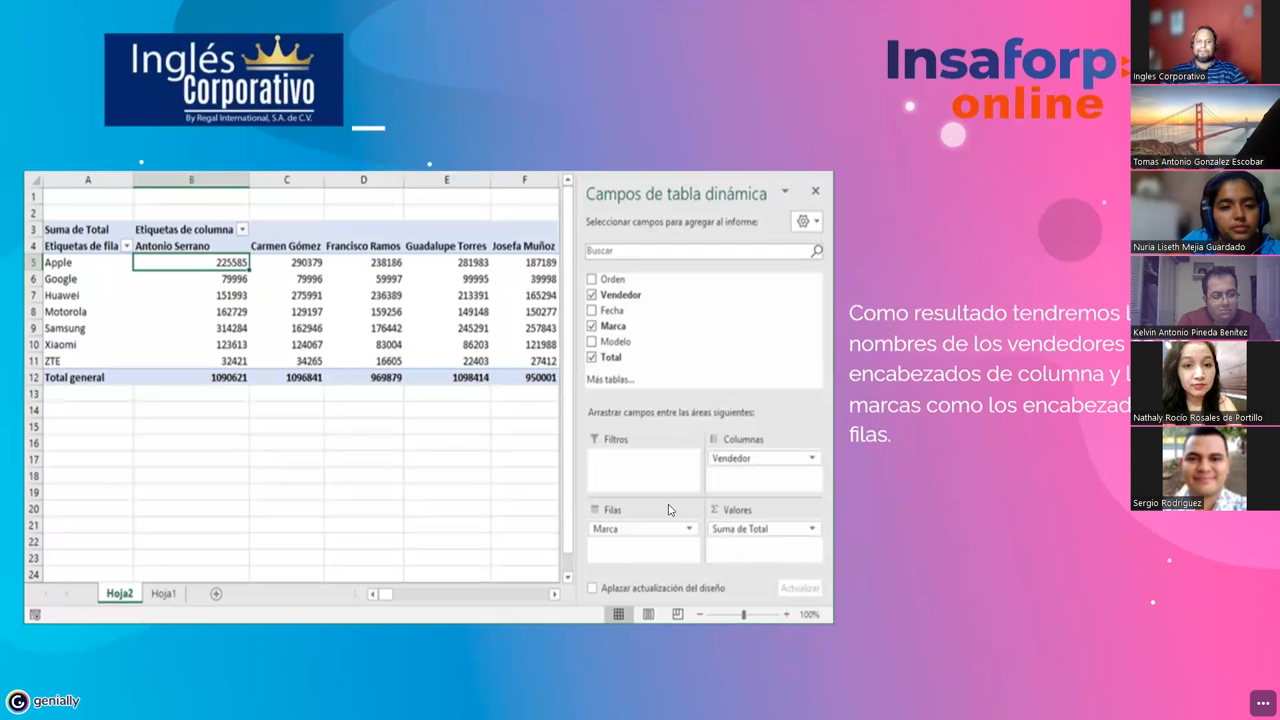 Inglés
Corporativo
By Regal International, S.A. de C.V.
Insaforp
online
A B C D E F
1
2
3 Suma de Total Etiquetas de columna
4 Etiquetas de fila Antonio Serrano Carmen Gómez Francisco Ramos Guadalupe Torres Josefa Muñoz
5 Apple 225585 290379 238186 281983 187189
6 Google 79996 79996 59997 99995 39998
7 Huawei 151993 275991 236389 213391 165294
8 Motorola 162729 129197 159256 149148 150277
9 Samsung 314284 162946 176442 245291 257843
10 Xiaomi 123613 124067 83004 86203 121988
11 ZTE 32421 34265 16605 22403 27412
12 Total general 1090621 1096841 969879 1098414 950001
13
14
15
16
17
18
19
20
21
22
23
24
Hoja2 Hoja1
100%
Campos de tabla dinámica
Seleccionar campos para agregar al informe:
Buscar
Orden
Vendedor
Fecha
Marca
Modelo
Total
Más tablas...
Arrastrar campos entre las áreas siguientes:
Filtros
Columnas
Vendedor
Filas
Σ Valores
Marca
Suma de Total
Aplazar actualización del diseño
Actualizar
Como resultado tendremos l
nombres de los vendedores
encabezados de columna y l
marcas como los encabezad
filas.
Ingles Corporativo
Tomas Antonio Gonzalez Escobar
Nuria Liseth Mejia Guardado
Kelvin Antonio Pineda Benítez
Nathaly Rocío Rosales de Portillo
Sergio Rodriguez
genially